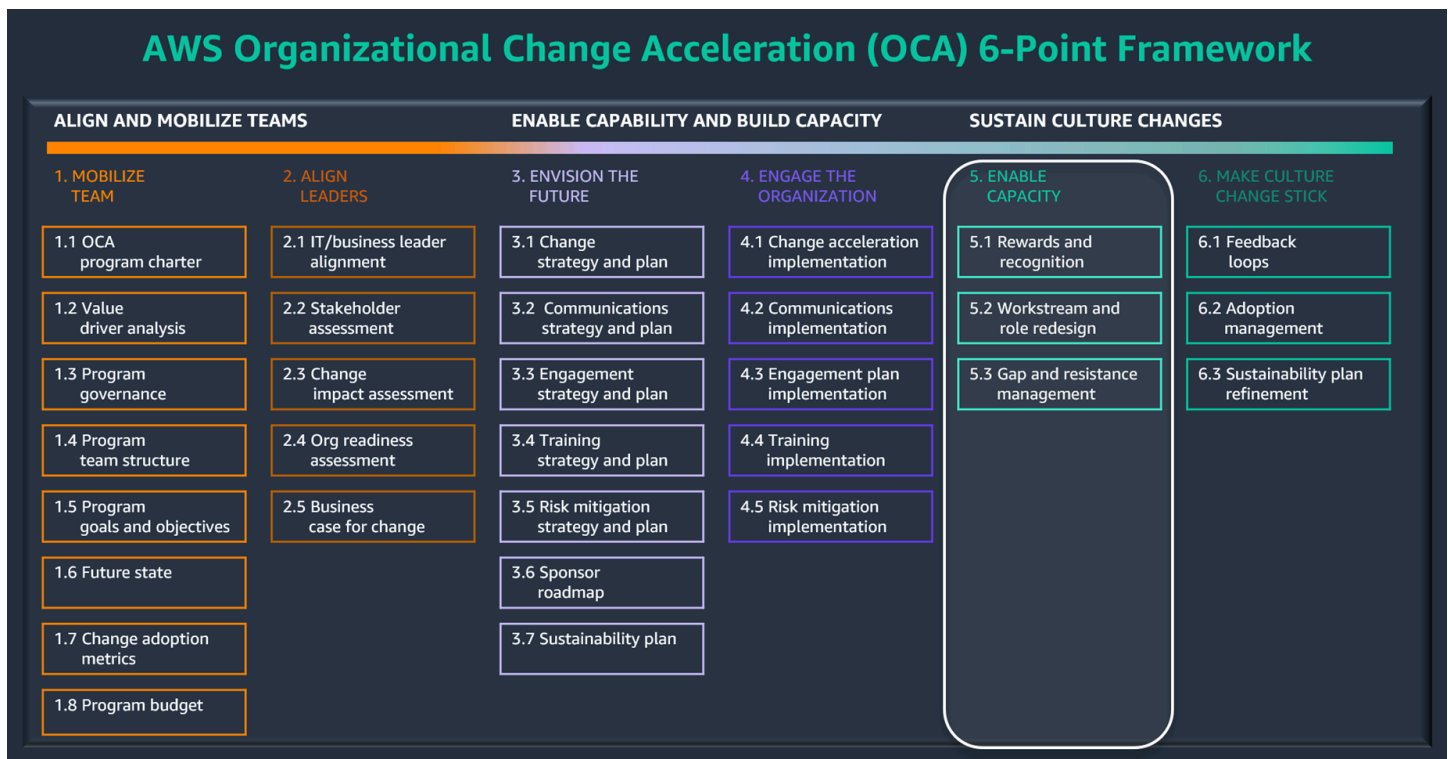 AWS Organizational Change Acceleration (OCA) 6-Point Framework
ALIGN AND MOBILIZE TEAMS
ENABLE CAPABILITY AND BUILD CAPACITY
SUSTAIN CULTURE CHANGES
1. MOBILIZE
TEAM
1.1 OCA
program charter
1.2 Value
driver analysis
1.3 Program
governance
1.4 Program
team structure
1.5 Program
goals and objectives
1.6 Future state
1.7 Change adoption
metrics
1.8 Program budget
2. ALIGN
LEADERS
2.1 IT/business leader
alignment
2.2 Stakeholder
assessment
2.3 Change
impact assessment
2.4 Org readiness
assessment
2.5 Business
case for change
3. ENVISION THE
FUTURE
3.1 Change
strategy and plan
3.2 Communications
strategy and plan
3.3 Engagement
strategy and plan
3.4 Training
strategy and plan
3.5 Risk mitigation
strategy and plan
3.6 Sponsor
roadmap
3.7 Sustainability plan
4. ENGAGE THE
ORGANIZATION
4.1 Change acceleration
implementation
4.2 Communications
implementation
4.3 Engagement plan
implementation
4.4 Training
implementation
4.5 Risk mitigation
implementation
5. ENABLE
CAPACITY
5.1 Rewards and
recognition
5.2 Workstream and
role redesign
5.3 Gap and resistance
management
6. MAKE CULTURE
CHANGE STICK
6.1 Feedback
loops
6.2 Adoption
management
6.3 Sustainability plan
refinement